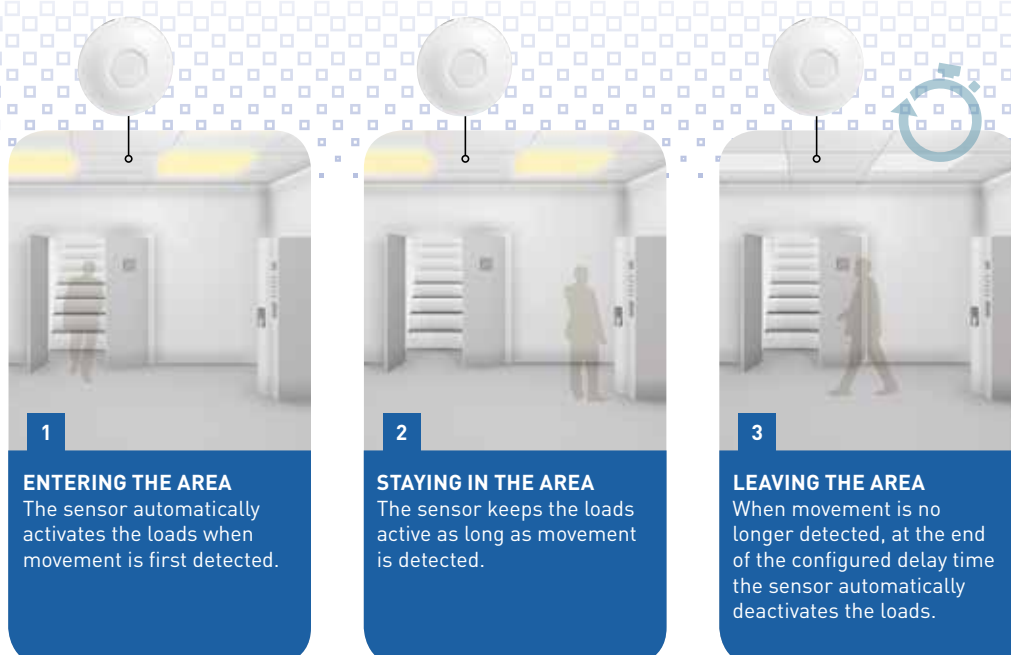 1
ENTERING THE AREA
The sensor automatically
activates the loads when
movement is first detected.
2
STAYING IN THE AREA
The sensor keeps the loads
active as long as movement
is detected.
3
LEAVING THE AREA
When movement is no
longer detected, at the end
of the configured delay time
the sensor automatically
deactivates the loads.